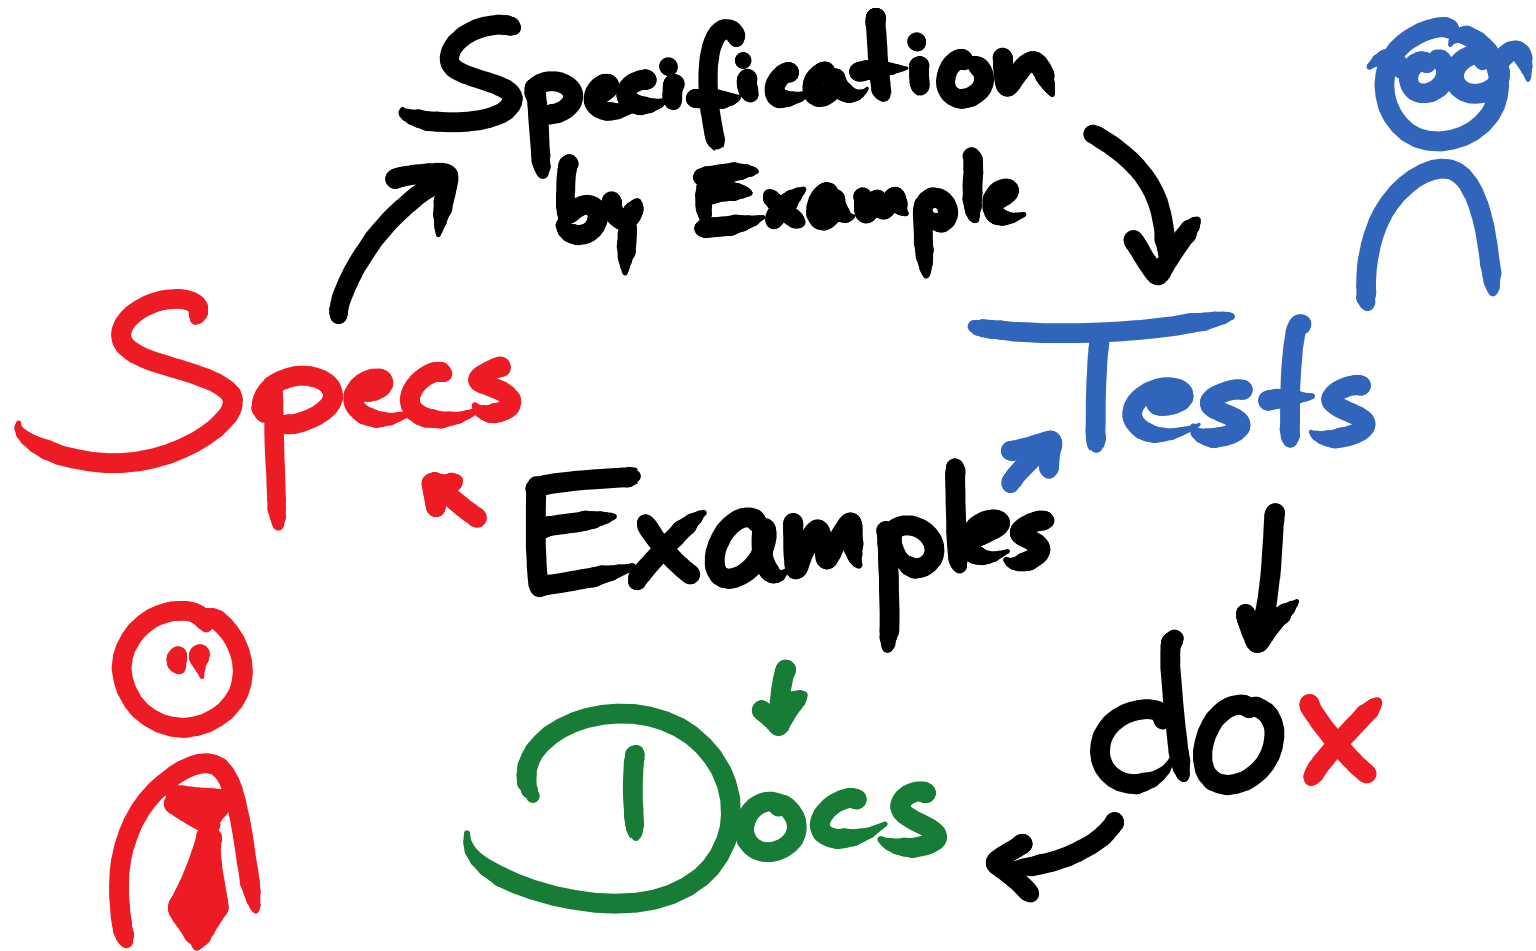 Specification
by Example
Specs
Tests
Examples
dox
Docs